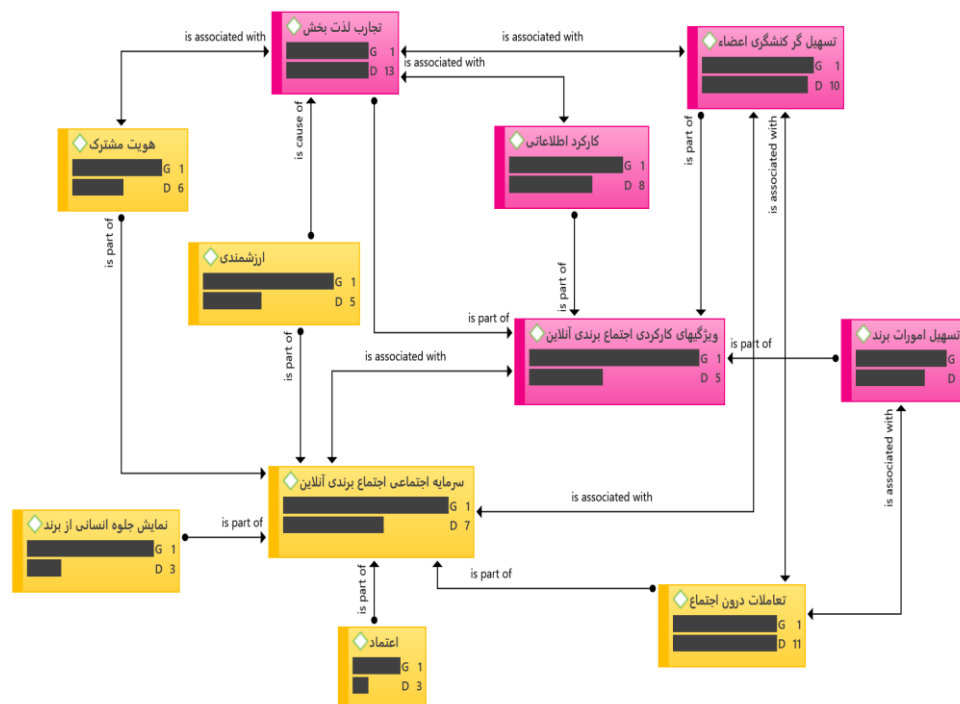 تجارب لذت بخش
G 1
D 13
is associated with
is associated with
is associated with
تسهیل گر کنشگری اعضاء
G 1
D 10
is cause of
هویت مشترک
G 1
D 6
کارکرد اطلاعاتی
G 1
D 8
is part of
is associated with
is part of
ارزشمندی
G 1
D 5
is part of
is part of
ویژگیهای کارکردی اجتماع برندی آنلاین
G 1
D 5
is part of
تسهیل امورات برند
G
D
is part of
is associated with
is associated with
سرمایه اجتماعی اجتماع برندی آنلاین
G 1
D 7
is associated with
نمایش جلوه انسانی از برند
G 1
D 3
is part of
is part of
is part of
تعاملات درون اجتماع
G 1
D 11
اعتماد
G 1
D 3